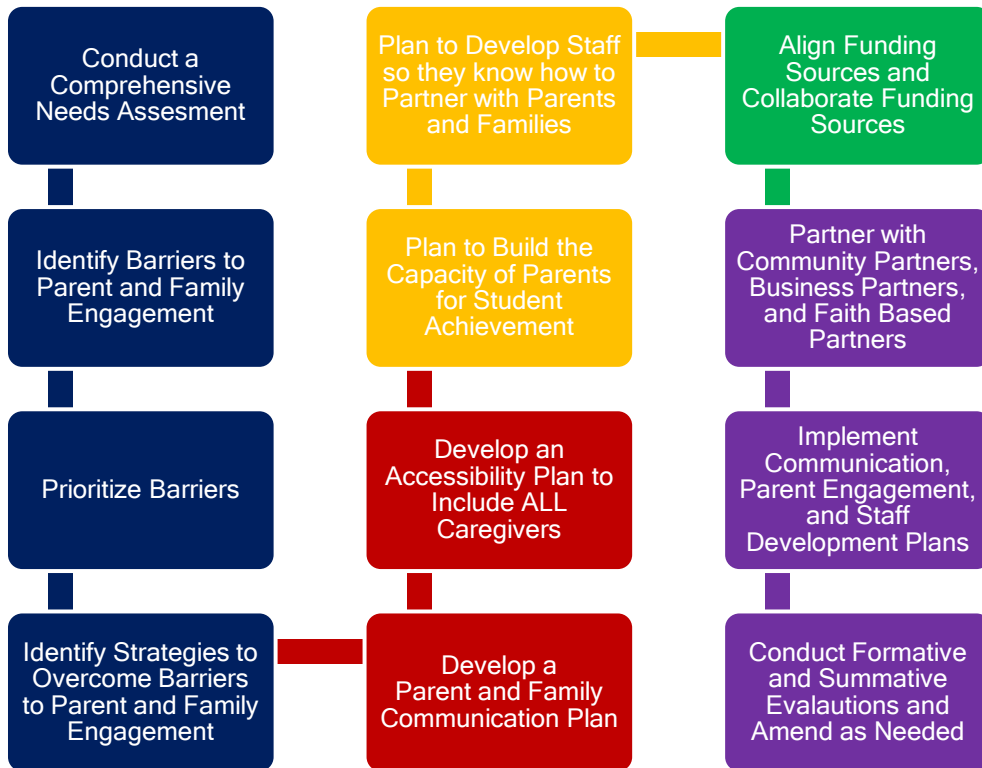 Conduct a
Comprehensive
Needs Assesment
Identify Barriers to
Parent and Family
Engagement
Prioritize Barriers
Identify Strategies to
Overcome Barriers
to Parent and Family
Engagement
Develop a
Parent and Family
Communication Plan
Develop an
Accessibility Plan to
Include ALL
Caregivers
Plan to Build the
Capacity of Parents
for Student
Achievement
Plan to Develop Staff
so they know how to
Partner with Parents
and Families
Align Funding
Sources and
Collaborate Funding
Sources
Partner with
Community Partners,
Business Partners,
and Faith Based
Partners
Implement
Communication,
Parent Engagement,
and Staff
Development Plans
Conduct Formative
and Summative
Evalautions and
Amend as Needed